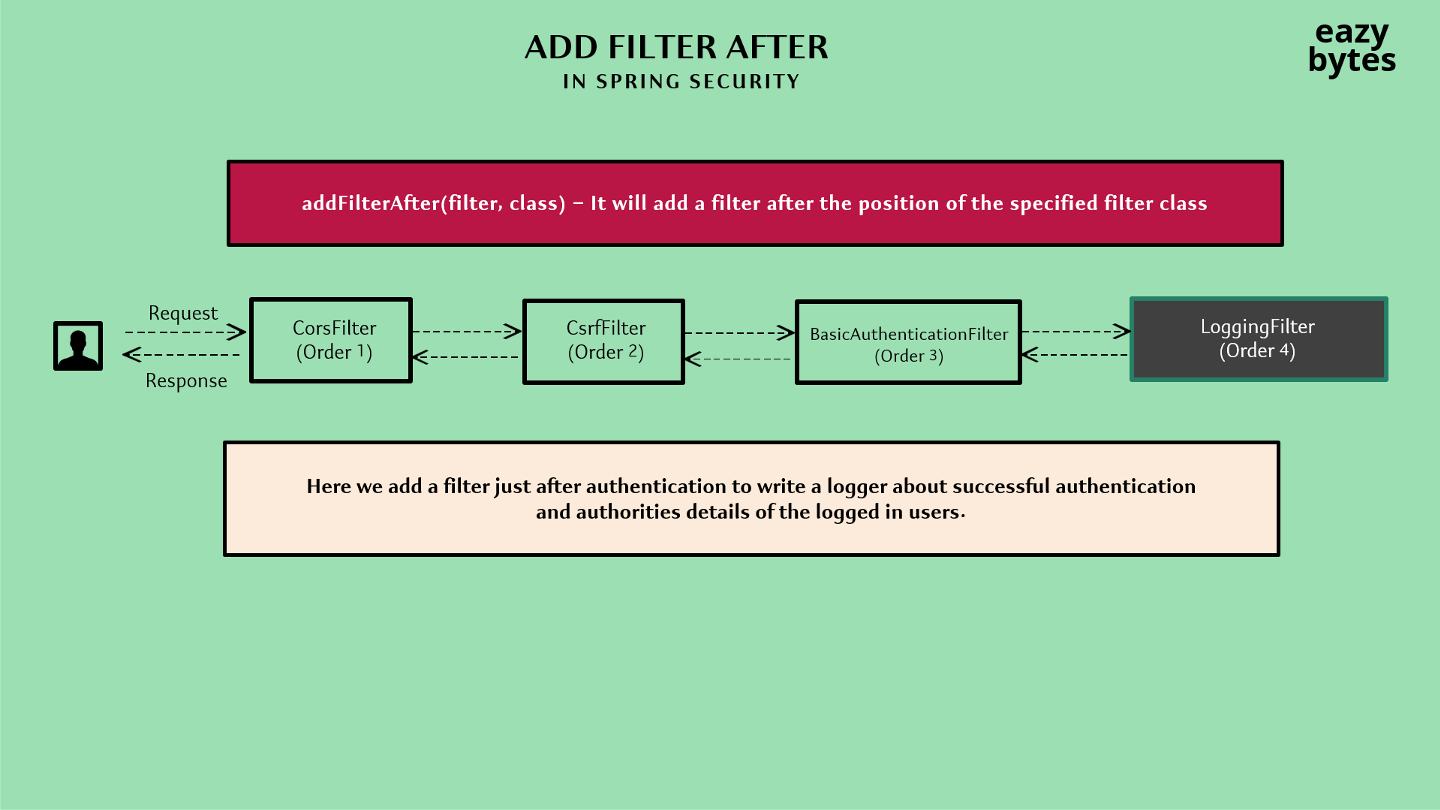 ADD FILTER AFTER
IN SPRING SECURITY
eazy
bytes
addFilterAfter(filter, class) – It will add a filter after the position of the specified filter class
Request
Response
CorsFilter
(Order 1)
CsrfFilter
(Order 2)
BasicAuthenticationFilter
(Order 3)
LoggingFilter
(Order 4)
Here we add a filter just after authentication to write a logger about successful authentication
and authorities details of the logged in users.